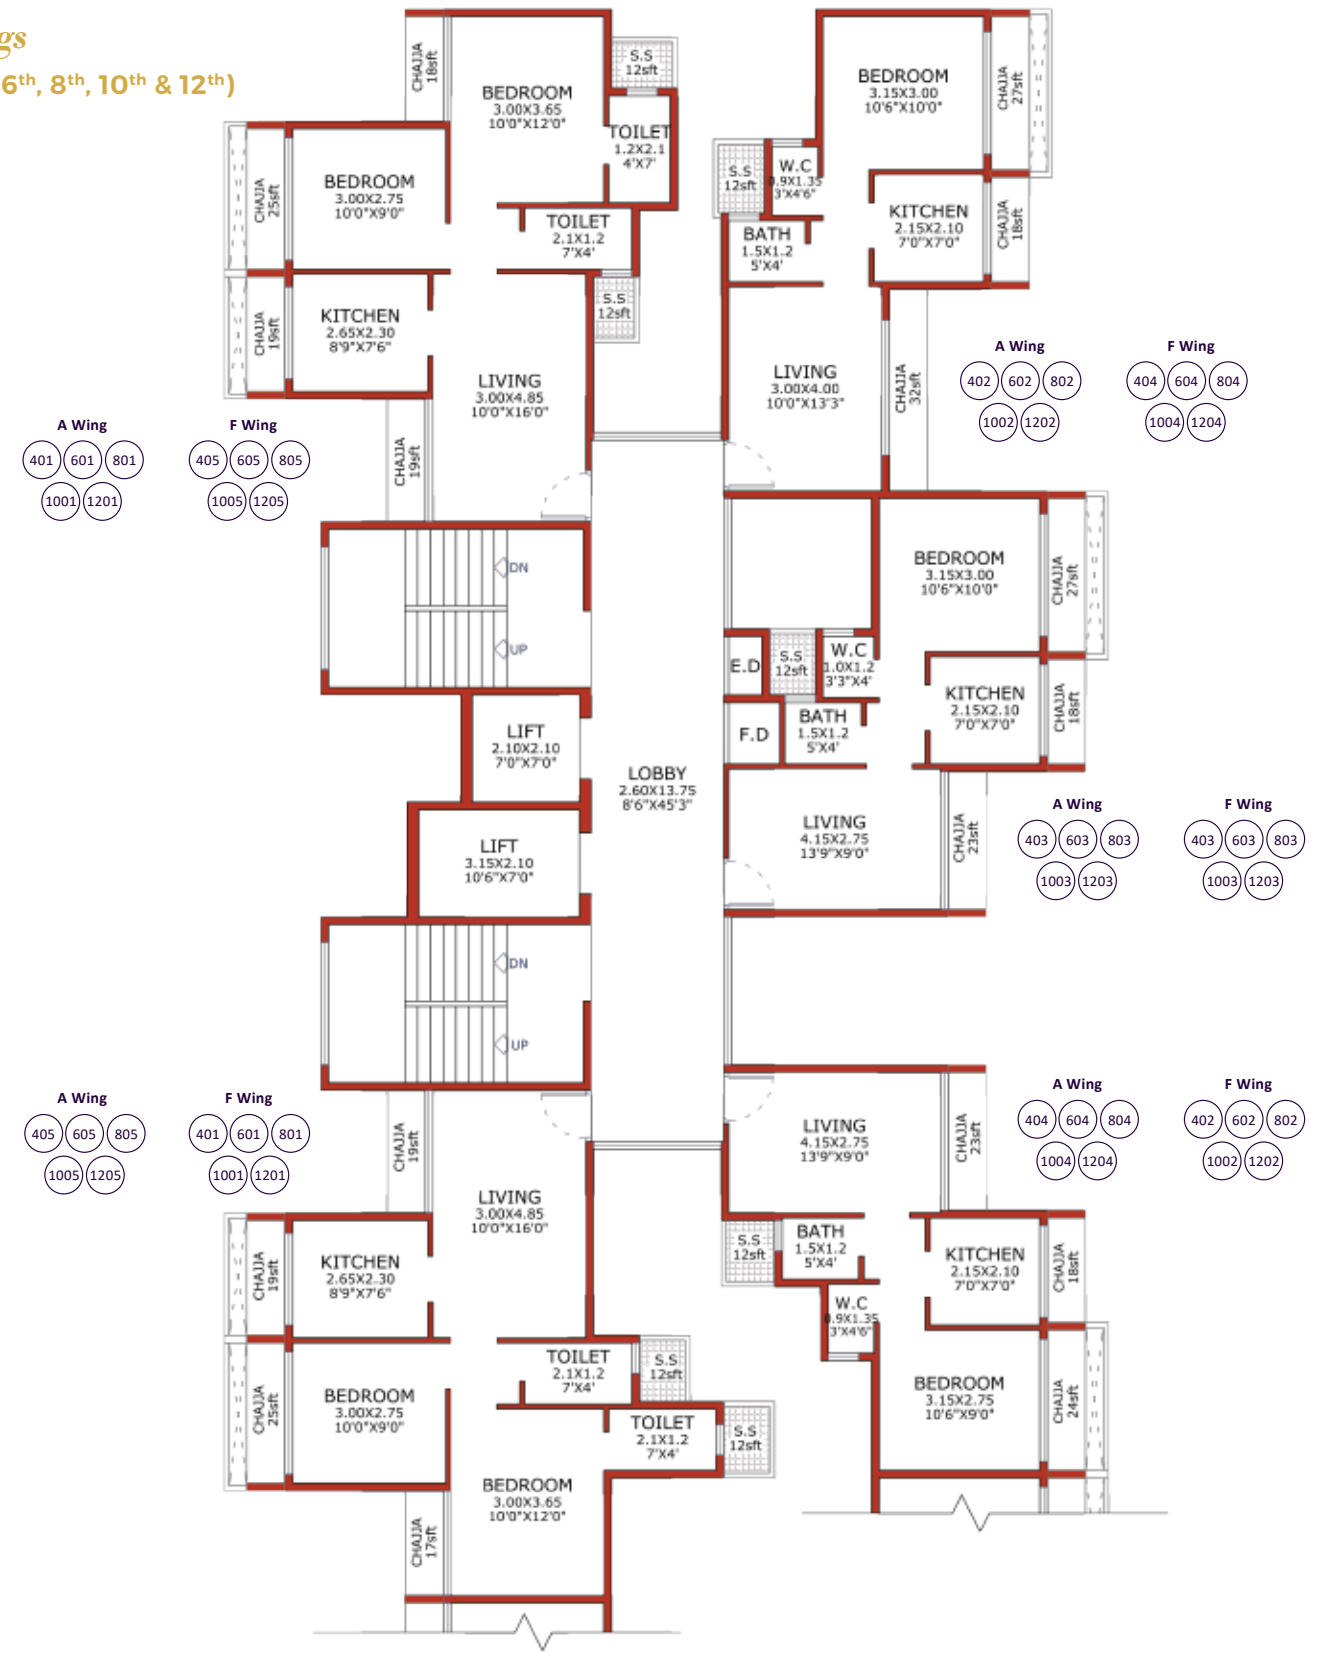 gs
6th, 8th, 10th & 12th)
CHAJJA
18sft
BEDROOM
3.00X3.65
10'0"X12'0"
S.S
12sft
TOILET
1.2X2.1
4'X7'
CHAJJA
25sft
BEDROOM
3.00X2.75
10'0"X9'0"
TOILET
2.1X1.2
7'X4'
S.S
12sft
CHAJJA
19sft
KITCHEN
2.65X2.30
8'9"X7'6"
LIVING
3.00X4.85
10'0"X16'0"
CHAJJA
19sft
BEDROOM
3.15X3.00
10'6"X10'0"
CHAJJA
27sft
S.S
12sft
W.C
0.9X1.35
3'X4'6"
KITCHEN
2.15X2.10
7'0"X7'0"
CHAJJA
18sft
BATH
1.5X1.2
5'X4'
LIVING
3.00X4.00
10'0"X13'3"
CHAJJA
32sft
A Wing
402 602 802
1002 1202
F Wing
404 604 804
1004 1204
A Wing
401 601 801
1001 1201
F Wing
405 605 805
1005 1205
DN
UP
BEDROOM
3.15X3.00
10'6"X10'0"
CHAJJA
27sft
E.D
S.S
12sft
W.C
1.0X1.2
3'3"X4'
KITCHEN
2.15X2.10
7'0"X7'0"
CHAJJA
18sft
F.D
BATH
1.5X1.2
5'X4'
LIFT
2.10X2.10
7'0"X7'0"
LOBBY
2.60X13.75
8'6"X45'3"
LIFT
3.15X2.10
10'6"X7'0"
LIVING
4.15X2.75
13'9"X9'0"
CHAJJA
23sft
A Wing
403 603 803
1003 1203
F Wing
403 603 803
1003 1203
DN
UP
A Wing
405 605 805
1005 1205
F Wing
401 601 801
1001 1201
CHAJJA
19sft
LIVING
3.00X4.85
10'0"X16'0"
LIVING
4.15X2.75
13'9"X9'0"
CHAJJA
23sft
A Wing
404 604 804
1004 1204
F Wing
402 602 802
1002 1202
CHAJJA
19sft
KITCHEN
2.65X2.30
8'9"X7'6"
S.S
12sft
BATH
1.5X1.2
5'X4'
KITCHEN
2.15X2.10
7'0"X7'0"
CHAJJA
18sft
W.C
0.9X1.35
3'X4'6"
TOILET
2.1X1.2
7'X4'
S.S
12sft
CHAJJA
25sft
BEDROOM
3.00X2.75
10'0"X9'0"
TOILET
2.1X1.2
7'X4'
S.S
12sft
BEDROOM
3.15X2.75
10'6"X9'0"
CHAJJA
24sft
BEDROOM
3.00X3.65
10'0"X12'0"
CHAJJA
17sft